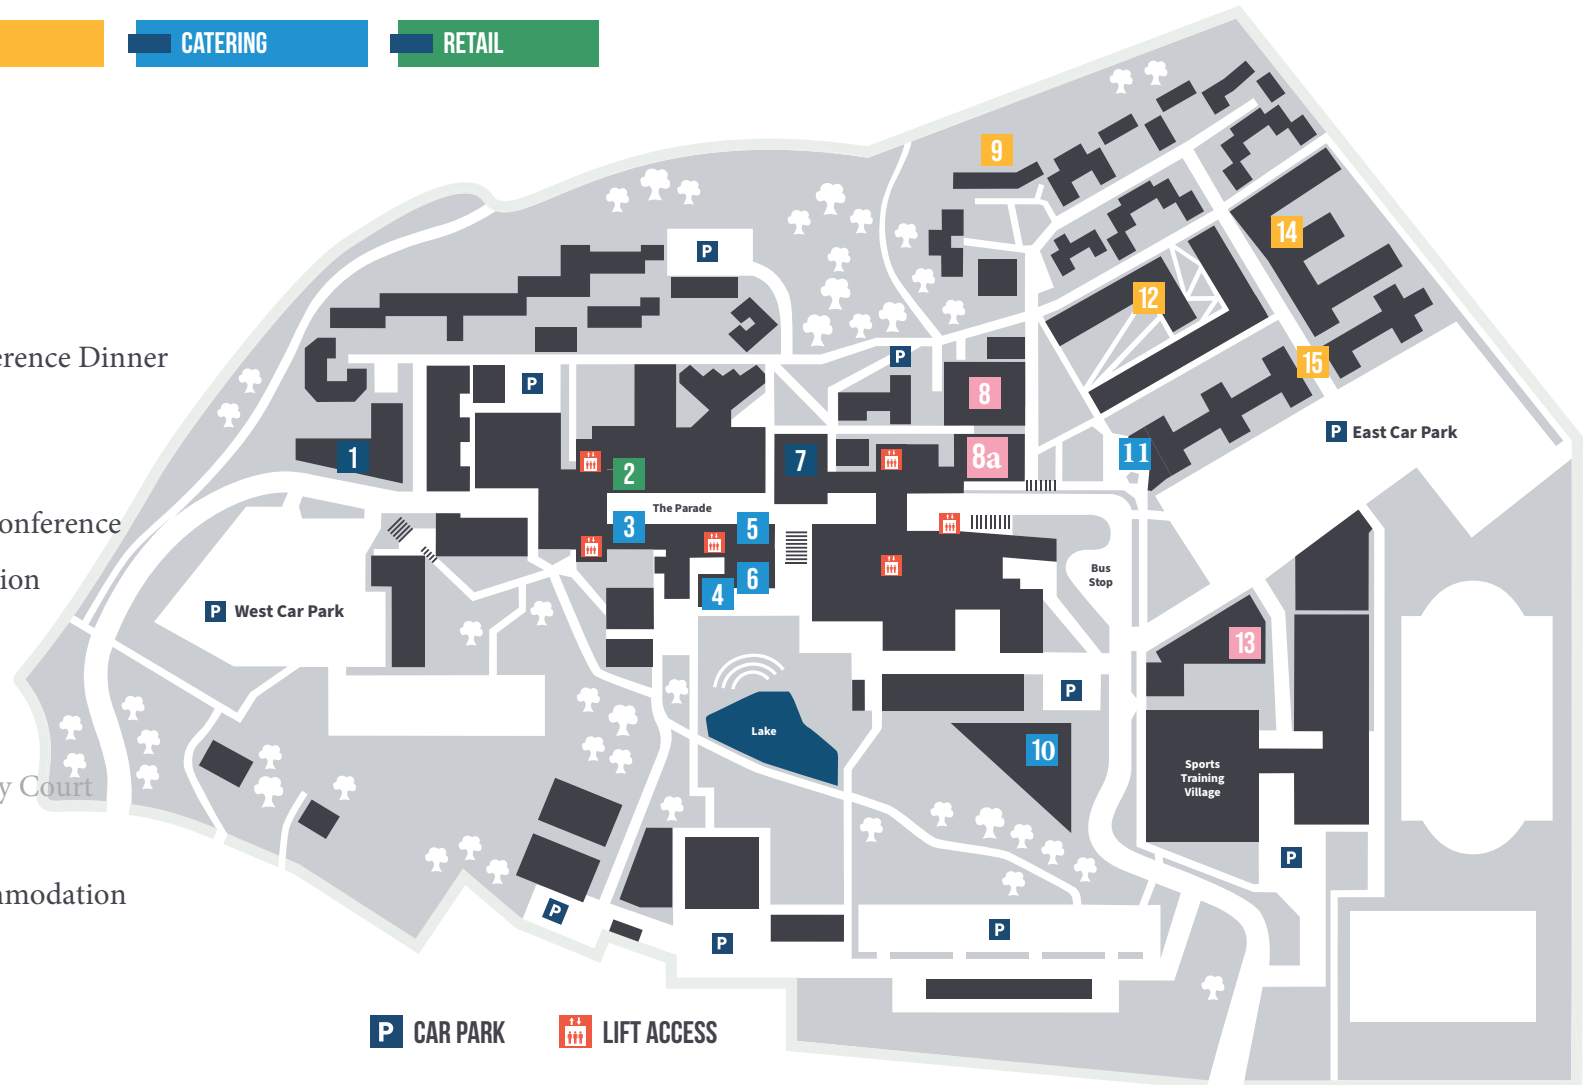 CATERING
RETAIL
9
14
12
15
8
8a
11
1
2
7
The Parade
3
5
6
4
13
10
P
P
P
P East Car Park
P West Car Park
P
P
P
P
P
erence Dinner
onference
ion
y Court
modation
Bus
Stop
Lake
Sports
Training
Village
P CAR PARK
LIFT ACCESS